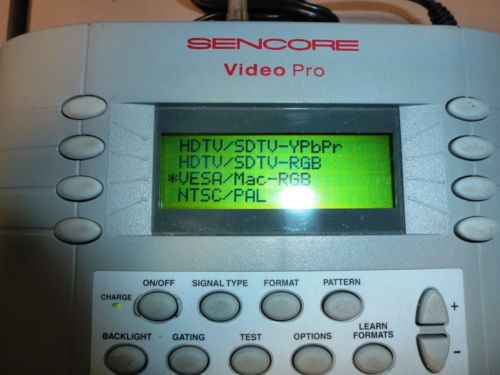 SENCORE
Video Pro
HDTV/SDTV-YPbPr
HDTV/SDTV-RGB
*VESA/Mac-RGB
NTSC/PAL
ON/OFF SIGNAL TYPE FORMAT PATTERN
CHARGE
+
BACKLIGHT GATING TEST OPTIONS LEARN FORMATS
-